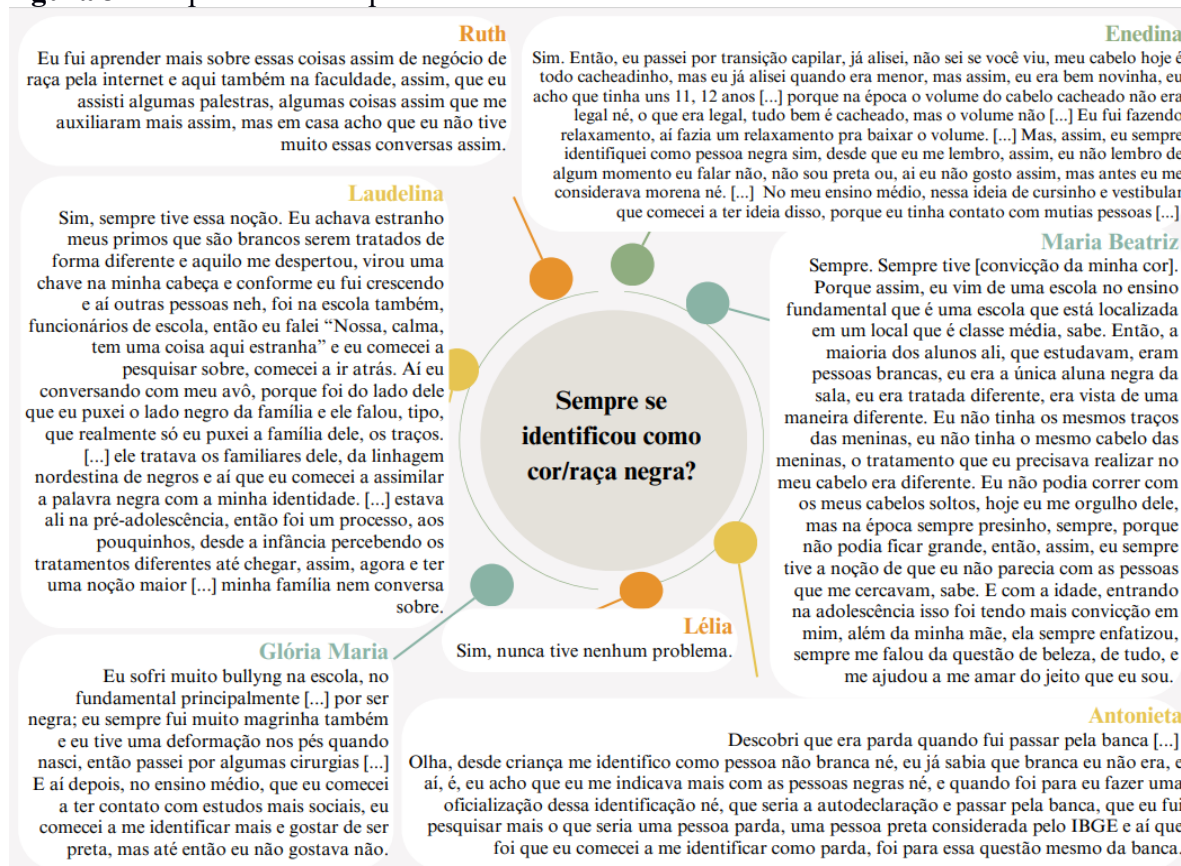 Ruth
Eu fui aprender mais sobre essas coisas assim de negócio de
raça pela internet e aqui também na faculdade, assim, que eu
assisti algumas palestras, algumas coisas assim que me
auxiliaram mais assim, mas em casa acho que eu não tive
muito essas conversas assim.
Enedina
Sim. Então, eu passei por transição capilar, já alisei, não sei se você viu, meu cabelo hoje é
todo cacheadinho, mas eu já alisei quando era menor, mas assim, eu era bem novinha, eu
acho que tinha uns 11, 12 anos [...] porque na época o volume do cabelo cacheado não era
legal né, o que era legal, tudo bem é cacheado, mas o volume não [...] Eu fui fazendo
relaxamento, aí fazia um relaxamento pra baixar o volume. [...] Mas, assim, eu sempre
identifiquei como pessoa negra sim, desde que eu me lembro, assim, eu não lembro de
algum momento eu falar não, não sou preta ou, ai eu não gosto assim, mas antes eu me
considerava morena né. [...] No meu ensino médio, nessa ideia de cursinho e vestibular
que comecei a ter ideia disso, porque eu tinha contato com mutias pessoas [...]
Laudelina
Sim, sempre tive essa noção. Eu achava estranho
meus primos que são brancos serem tratados de
forma diferente e aquilo me despertou, virou uma
chave na minha cabeça e conforme eu fui crescendo
e aí outras pessoas neh, foi na escola também,
funcionários de escola, então eu falei “Nossa, calma,
tem uma coisa aqui estranha” e eu comecei a
pesquisar sobre, comecei a ir atrás. Aí eu
conversando com meu avô, porque foi do lado dele
que eu puxei o lado negro da família e ele falou, tipo,
que realmente só eu puxei a família dele, os traços.
[...] ele tratava os familiares dele, da linhagem
nordestina de negros e aí que eu comecei a assimilar
a palavra negra com a minha identidade. [...] estava
ali na pré-adolescência, então foi um processo, aos
pouquinhos, desde a infância percebendo os
tratamentos diferentes até chegar, assim, agora e ter
uma noção maior [...] minha família nem conversa
sobre.
Sempre se
identificou como
cor/raça negra?
Maria Beatriz
Sempre. Sempre tive [convicção da minha cor].
Porque assim, eu vim de uma escola no ensino
fundamental que é uma escola que está localizada
em um local que é classe média, sabe. Então, a
maioria dos alunos ali, que estudavam, eram
pessoas brancas, eu era a única aluna negra da
sala, eu era tratada diferente, era vista de uma
maneira diferente. Eu não tinha os mesmos traços
das meninas, eu não tinha o mesmo cabelo das
meninas, o tratamento que eu precisava realizar no
meu cabelo era diferente. Eu não podia correr com
os meus cabelos soltos, hoje eu me orgulho dele,
mas na época sempre presinho, sempre, porque
não podia ficar grande, então, assim, eu sempre
tive a noção de que eu não parecia com as pessoas
que me cercavam, sabe. E com a idade, entrando
na adolescência isso foi tendo mais convicção em
mim, além da minha mãe, ela sempre enfatizou,
sempre me falou da questão de beleza, de tudo, e
me ajudou a me amar do jeito que eu sou.
Lélia
Sim, nunca tive nenhum problema.
Glória Maria
Eu sofri muito bullyng na escola, no
fundamental principalmente [...] por ser
negra; eu sempre fui muito magrinha também
e eu tive uma deformação nos pés quando
nasci, então passei por algumas cirurgias [...]
E aí depois, no ensino médio, que eu comecei
a ter contato com estudos mais sociais, eu
comecei a me identificar mais e gostar de ser
preta, mas até então eu não gostava não.
Antonieta
Descobri que era parda quando fui passar pela banca [...]
Olha, desde criança me identifico como pessoa não branca né, eu já sabia que branca eu não era, e
aí, é, eu acho que eu me indicava mais com as pessoas negras né, e quando foi para eu fazer uma
oficialização dessa identificação né, que seria a autodeclaração e passar pela banca, que eu fui
pesquisar mais o que seria uma pessoa parda, uma pessoa preta considerada pelo IBGE e aí que
foi que eu comecei a me identificar como parda, foi para essa questão mesmo da banca.